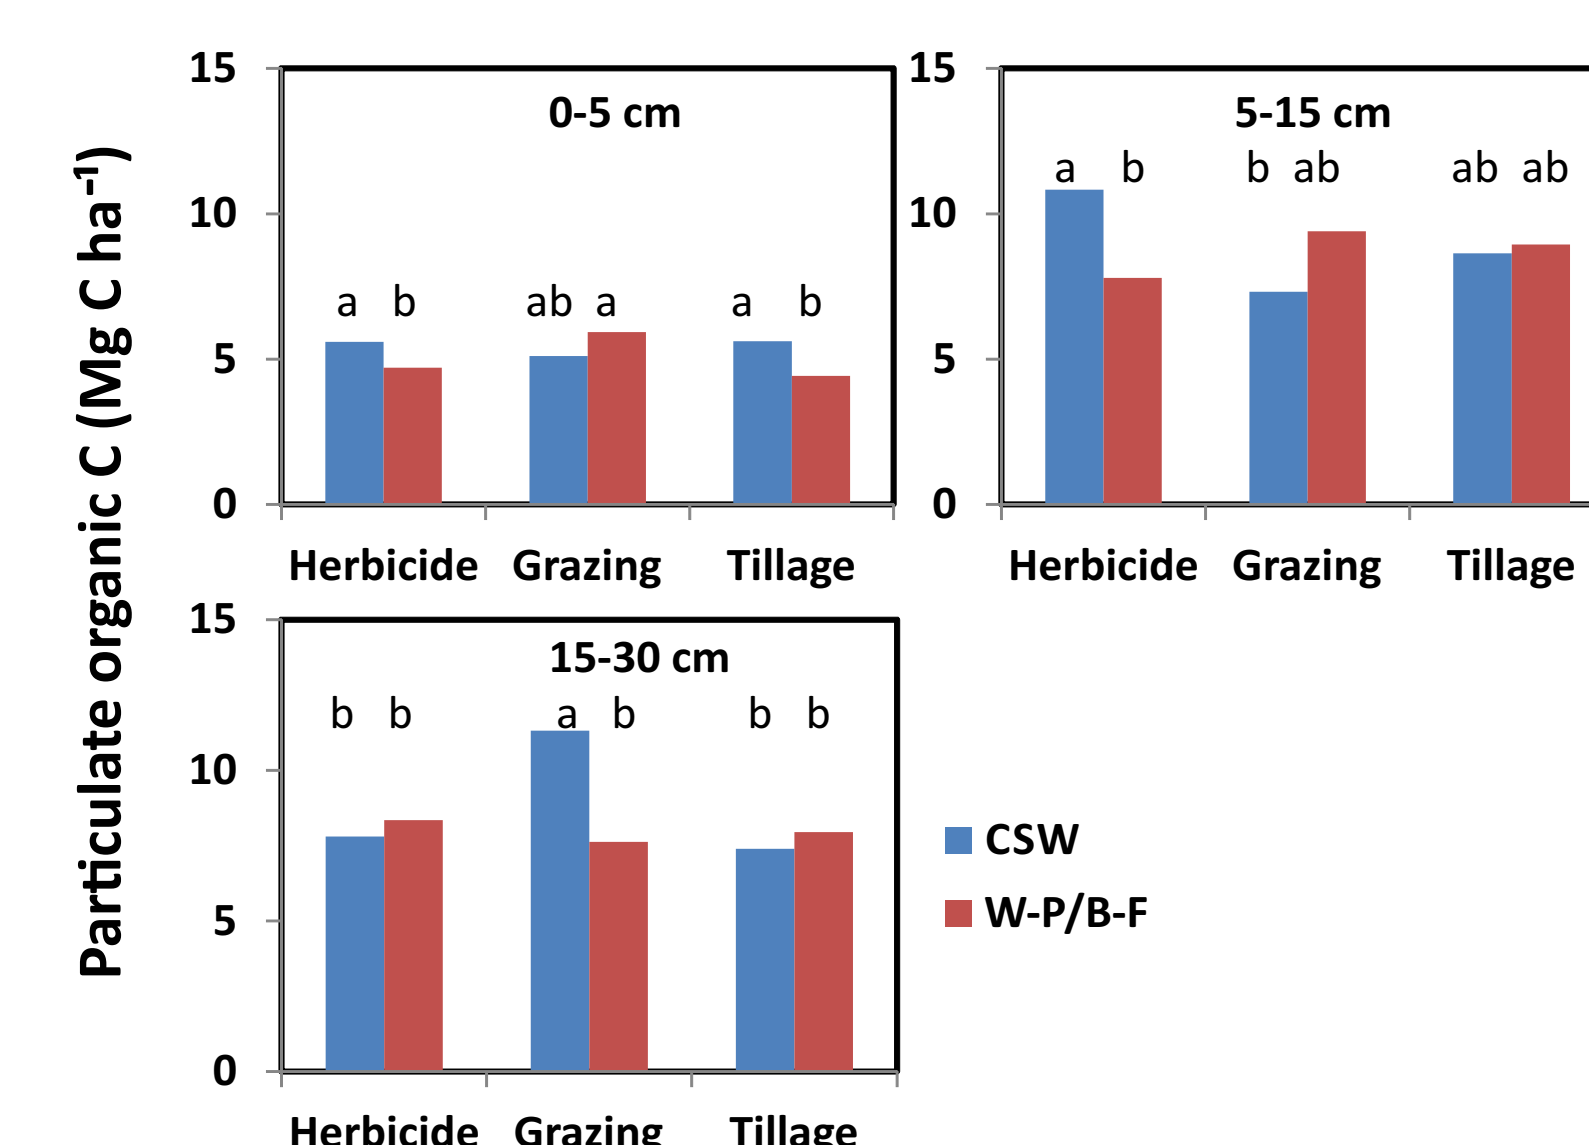 Particulate organic C (Mg C ha⁻¹)
0-5 cm
15
10
5
0
a b ab a a b
Herbicide Grazing Tillage
5-15 cm
15
10
5
0
a b b ab ab ab
Herbicide Grazing Tillage
15-30 cm
15
10
5
0
b b a b b b
Herbicide Grazing Tillage
CSW
W-P/B-F